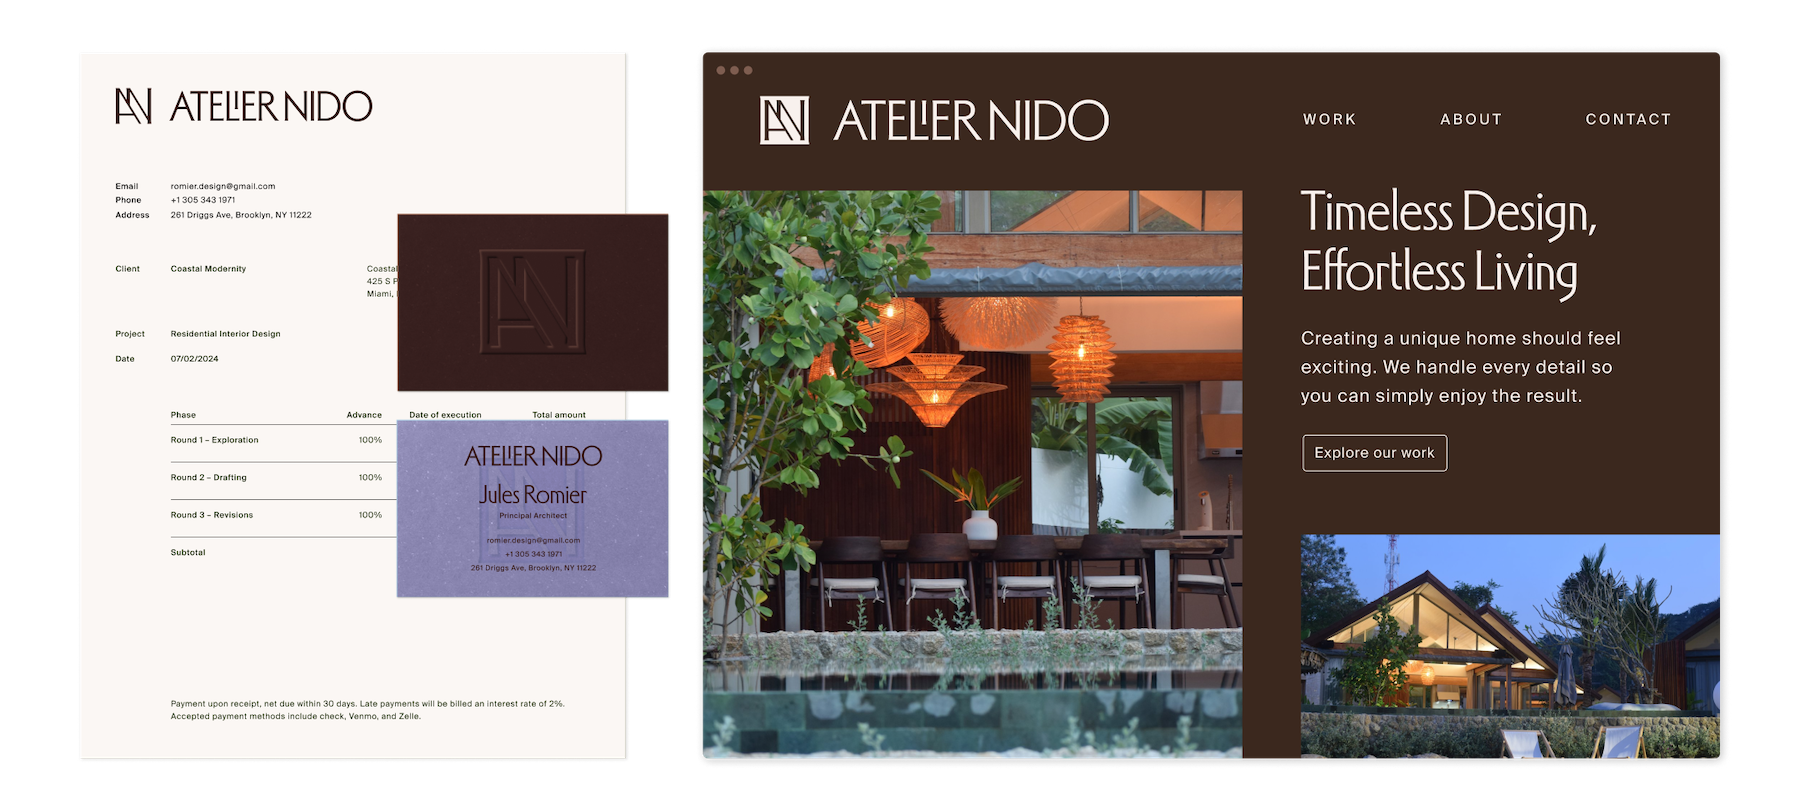 AN ATELIER NIDO
Email romier.design@gmail.com
Phone +1 305 343 1971
Address 261 Driggs Ave, Brooklyn, NY 11222
Client Coastal Modernity Coastal
425 S
Miami,
Project Residential Interior Design
Date 07/02/2024
Phase Advance Date of execution Total amount
Round 1 – Exploration 100%
Round 2 – Drafting 100%
Round 3 – Revisions 100%
Subtotal
Payment upon receipt, net due within 30 days. Late payments will be billed an interest rate of 2%.
Accepted payment methods include check, Venmo, and Zelle.
AN
ATELIER NIDO
Jules Romier
Principal Architect
romier.design@gmail.com
+1 305 343 1971
261 Driggs Ave, Brooklyn, NY 11222
AN ATELIER NIDO
WORK ABOUT CONTACT
Timeless Design,
Effortless Living
Creating a unique home should feel
exciting. We handle every detail so
you can simply enjoy the result.
Explore our work